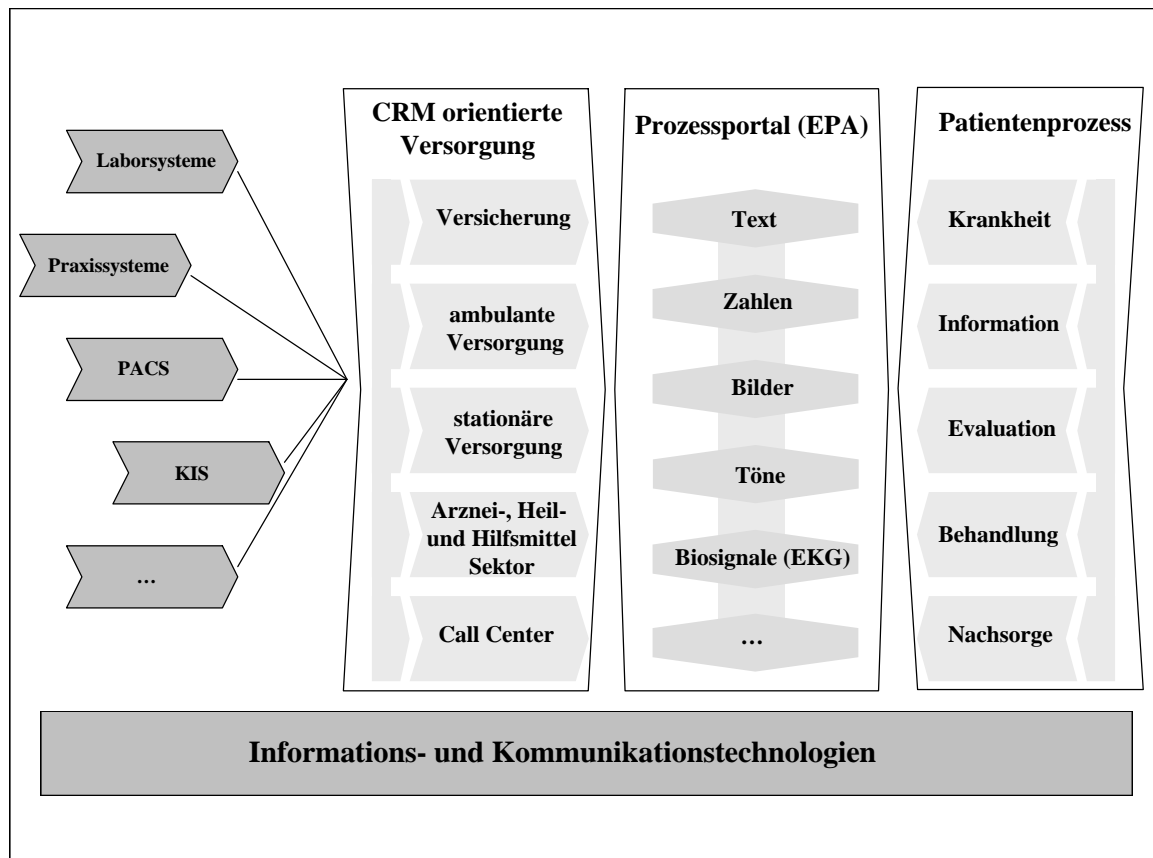 Laborsysteme
Praxissysteme
PACS
KIS
…
CRM orientierte
Versorgung
Versicherung
ambulante
Versorgung
stationäre
Versorgung
Arznei-, Heil-
und Hilfsmittel
Sektor
Call Center
Prozessportal (EPA)
Text
Zahlen
Bilder
Töne
Biosignale (EKG)
…
Patientenprozess
Krankheit
Information
Evaluation
Behandlung
Nachsorge
Informations- und Kommunikationstechnologien